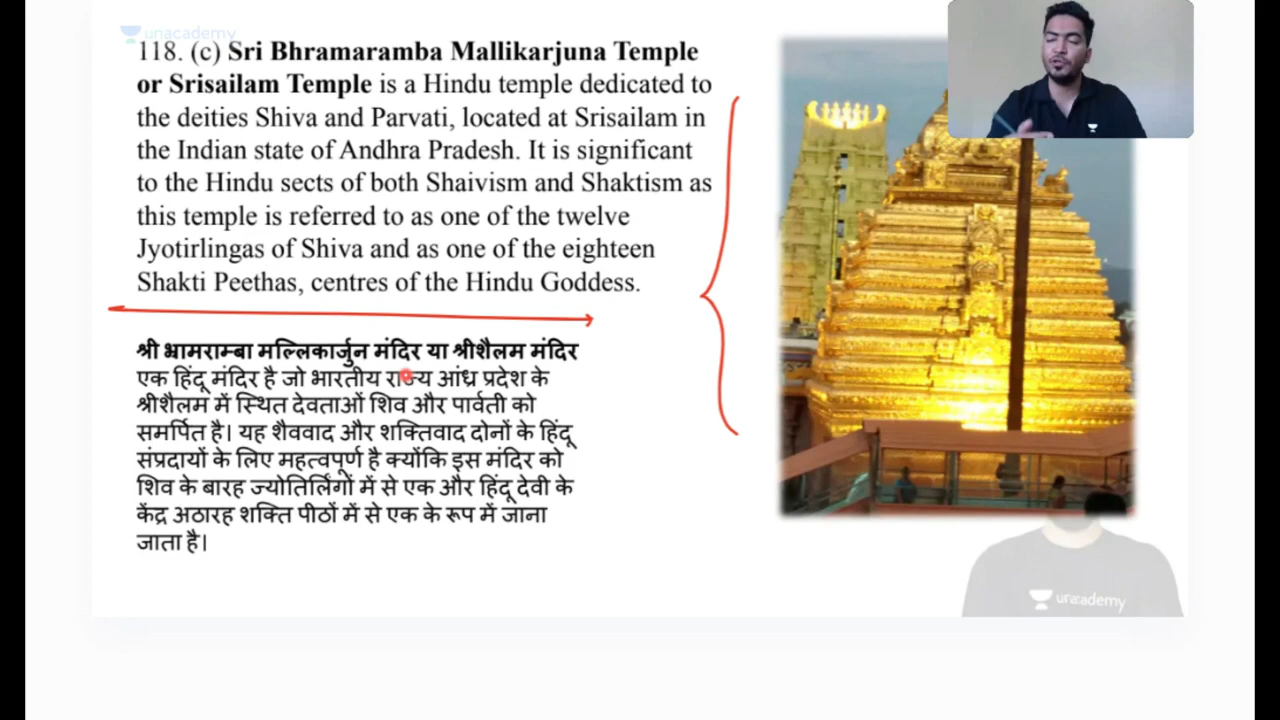 unacademy
118. (c) Sri Bhramaramba Mallikarjuna Temple
or Srisailam Temple is a Hindu temple dedicated to
the deities Shiva and Parvati, located at Srisailam in
the Indian state of Andhra Pradesh. It is significant
to the Hindu sects of both Shaivism and Shaktism as
this temple is referred to as one of the twelve
Jyotirlingas of Shiva and as one of the eighteen
Shakti Peethas, centres of the Hindu Goddess.
श्री भ्रामराम्बा मल्लिकार्जुन मंदिर या श्रीशैलम मंदिर
एक हिंदू मंदिर है जो भारतीय राज्य आंध्र प्रदेश के
श्रीशैलम में स्थित देवताओं शिव और पार्वती को
समर्पित है। यह शैववाद और शक्तिवाद दोनों के हिंदू
संप्रदायों के लिए महत्वपूर्ण है क्योंकि इस मंदिर को
शिव के बारह ज्योतिर्लिंगों में से एक और हिंदू देवी के
केंद्र अठारह शक्ति पीठों में से एक के रूप में जाना
जाता है।
unacademy